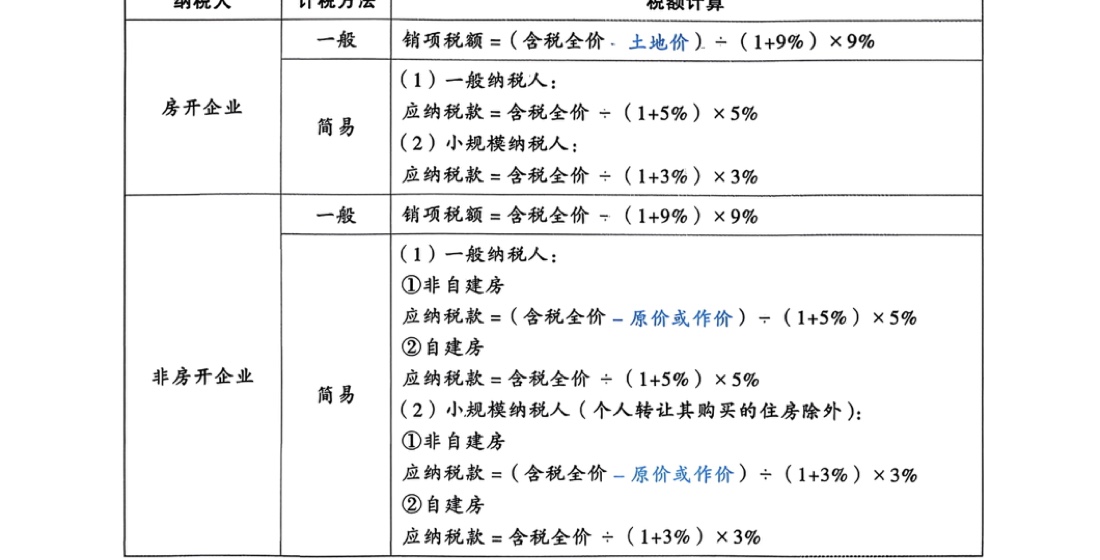 纳税人 计税方法 税额计算
房开企业
一般
销项税额=(含税全价-土地价)÷(1+9%)×9%
简易
(1)一般纳税人:
应纳税款=含税全价÷(1+5%)×5%
(2)小规模纳税人:
应纳税款=含税全价÷(1+3%)×3%
非房开企业
一般
销项税额=含税全价÷(1+9%)×9%
简易
(1)一般纳税人:
①非自建房
应纳税款=(含税全价-原价或作价)÷(1+5%)×5%
②自建房
应纳税款=含税全价÷(1+5%)×5%
(2)小规模纳税人(个人转让其购买的住房除外):
①非自建房
应纳税款=(含税全价-原价或作价)÷(1+3%)×3%
②自建房
应纳税款=含税全价÷(1+3%)×3%